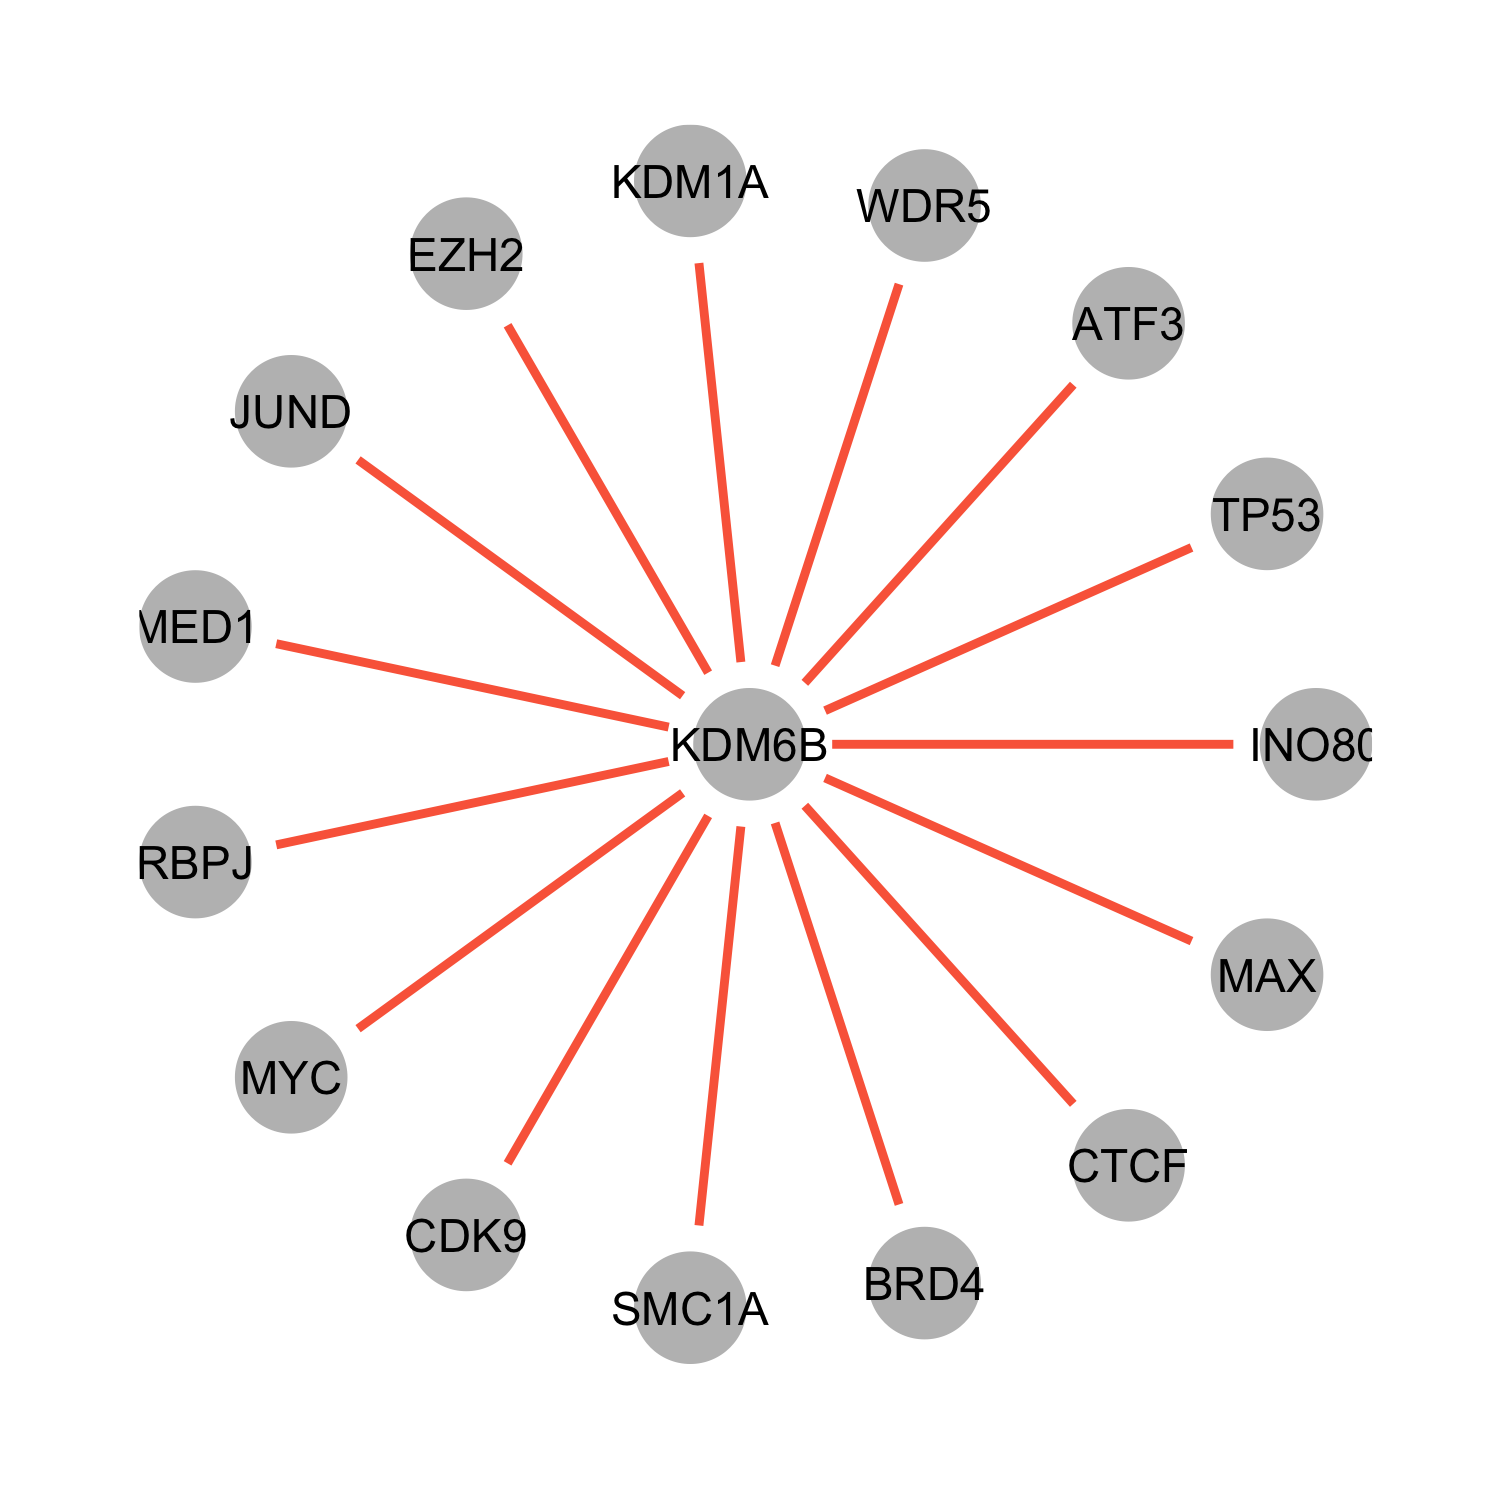 KDM1A
WDR5
EZH2
ATF3
JUND
TP53
MED1
KDM6B
INO80
RBPJ
MAX
MYC
CTCF
CDK9
BRD4
SMC1A